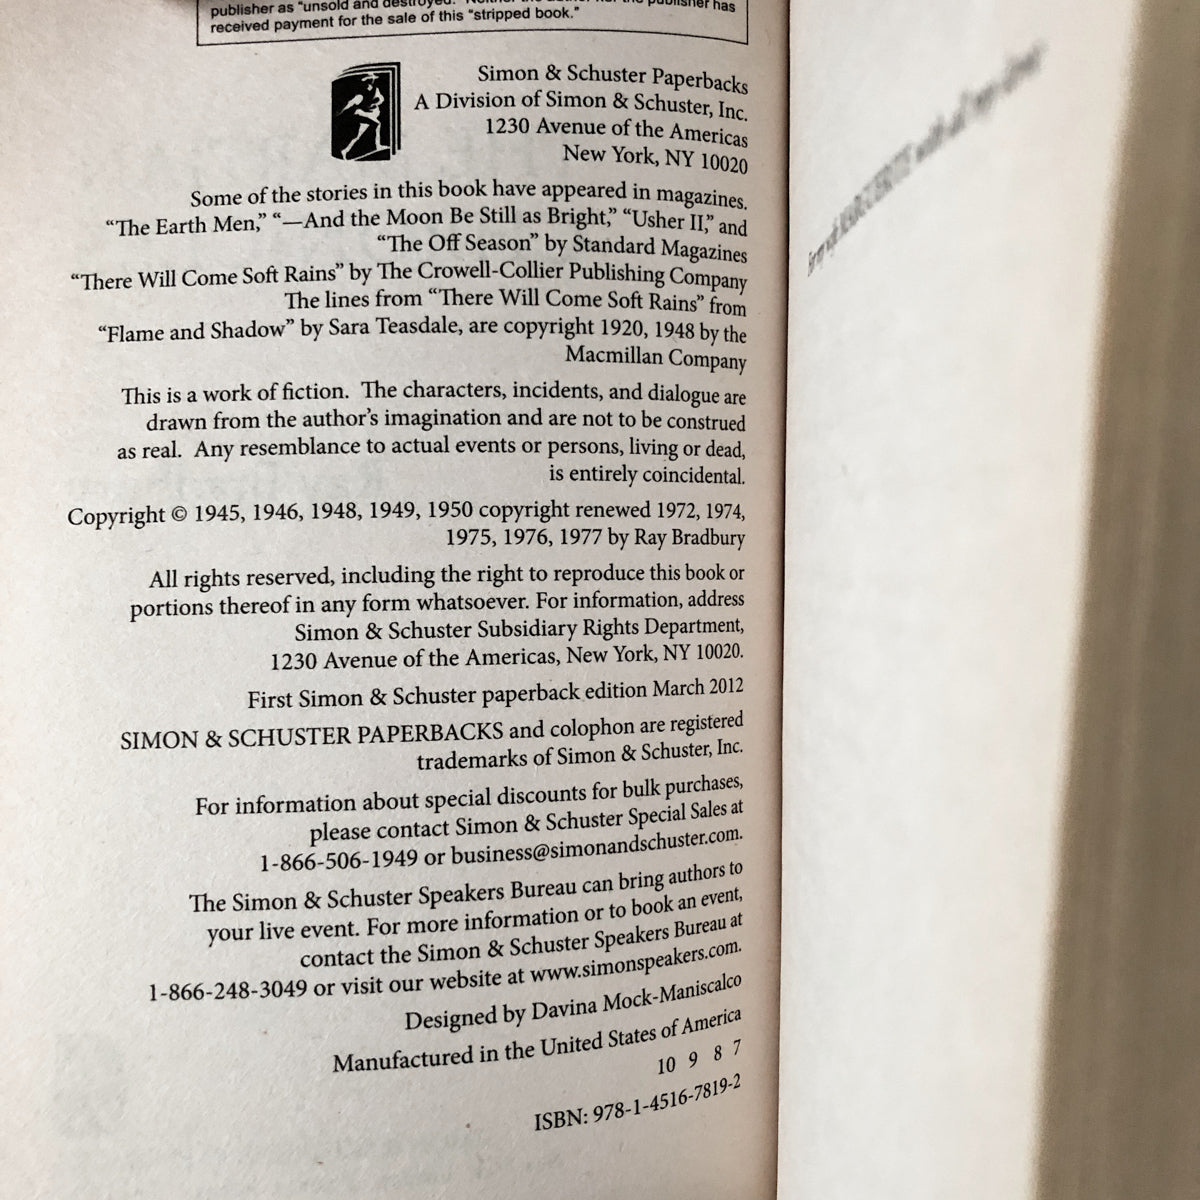 publisher as "unsold and destroyed." Neither the author nor the publisher has
received payment for the sale of this "stripped book."
Simon & Schuster Paperbacks
A Division of Simon & Schuster, Inc.
1230 Avenue of the Americas
New York, NY 10020
Some of the stories in this book have appeared in magazines.
“The Earth Men,” “—And the Moon Be Still as Bright,” “Usher II,” and
“The Off Season” by Standard Magazines
“There Will Come Soft Rains” by The Crowell-Collier Publishing Company
The lines from “There Will Come Soft Rains” from
“Flame and Shadow” by Sara Teasdale, are copyright 1920, 1948 by the
Macmillan Company
This is a work of fiction. The characters, incidents, and dialogue are
drawn from the author’s imagination and are not to be construed
as real. Any resemblance to actual events or persons, living or dead,
is entirely coincidental.
Copyright © 1945, 1946, 1948, 1949, 1950 copyright renewed 1972, 1974,
1975, 1976, 1977 by Ray Bradbury
All rights reserved, including the right to reproduce this book or
portions thereof in any form whatsoever. For information, address
Simon & Schuster Subsidiary Rights Department,
1230 Avenue of the Americas, New York, NY 10020.
First Simon & Schuster paperback edition March 2012
SIMON & SCHUSTER PAPERBACKS and colophon are registered
trademarks of Simon & Schuster, Inc.
For information about special discounts for bulk purchases,
please contact Simon & Schuster Special Sales at
1-866-506-1949 or business@simonandschuster.com.
The Simon & Schuster Speakers Bureau can bring authors to
your live event. For more information or to book an event,
contact the Simon & Schuster Speakers Bureau at
1-866-248-3049 or visit our website at www.simonspeakers.com.
Designed by Davina Mock-Maniscalco
Manufactured in the United States of America
10 9 8 7
ISBN: 978-1-4516-7819-2